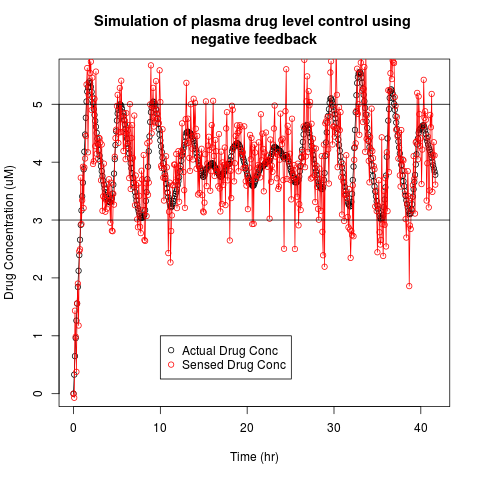 Simulation of plasma drug level control using
negative feedback
Drug Concentration (uM)
5
4
3
2
1
0
Actual Drug Conc
Sensed Drug Conc
0 10 20 30 40
Time (hr)